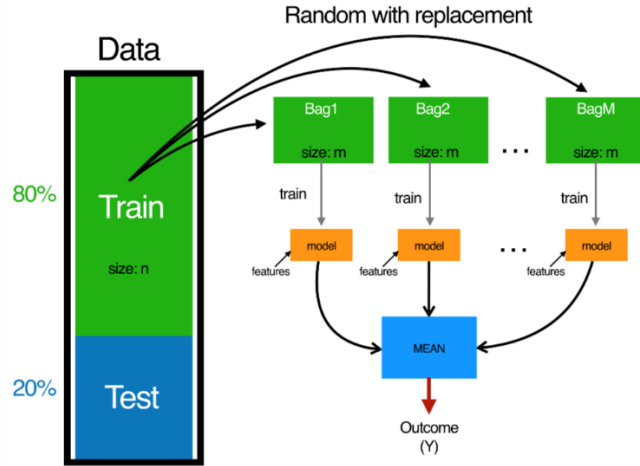 Random with replacement
Data
80%
Train
size: n
20%
Test
Bag1
size: m
Bag2
size: m
...
BagM
size: m
train
train
train
model
features
model
features
...
model
features
MEAN
Outcome
(Y)